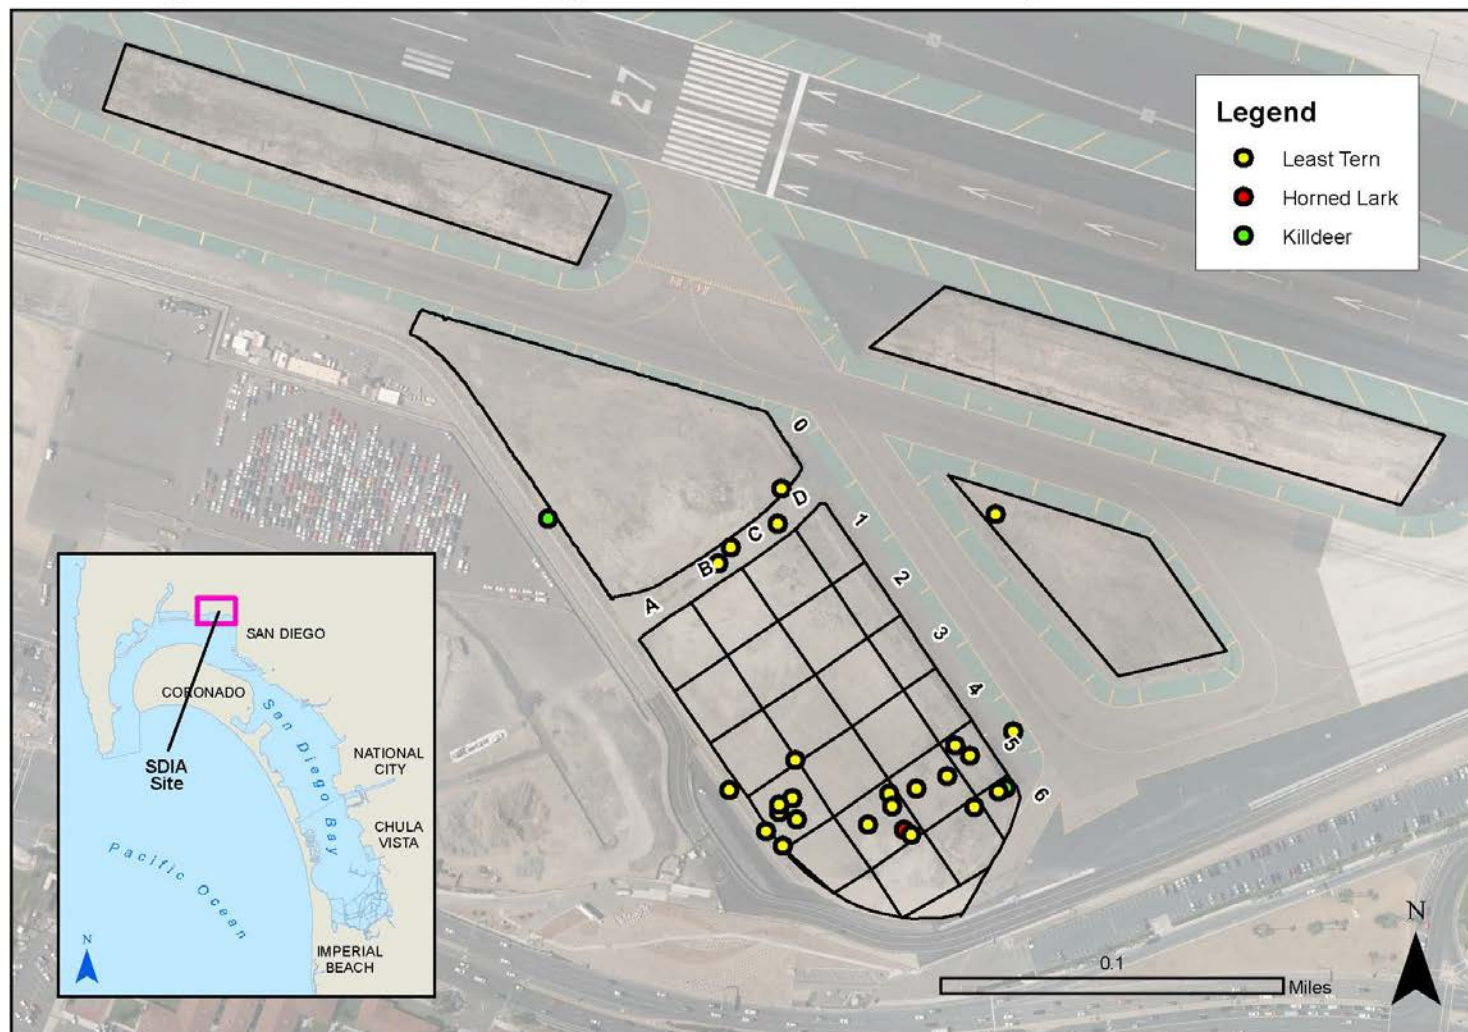 27
Legend
Least Tern
Horned Lark
Killdeer
0
D
C
B
A
1
2
3
4
5
6
SAN DIEGO
CORONADO
San Diego Bay
SDIA
Site
NATIONAL
CITY
CHULA
VISTA
Pacific Ocean
IMPERIAL
BEACH
N
0.1
Miles
N